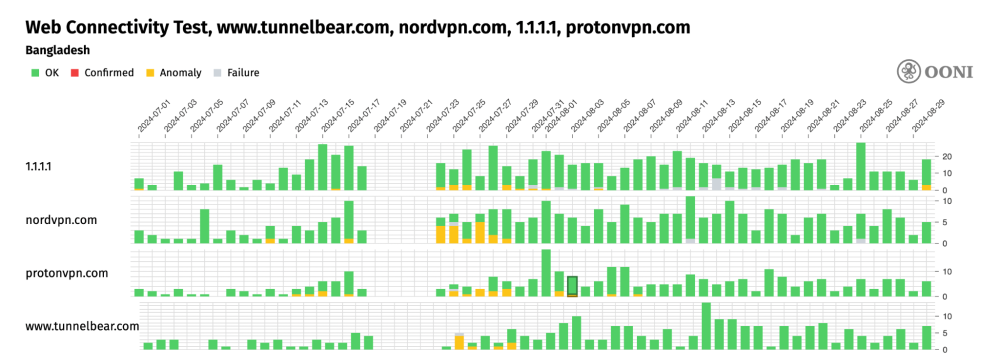 Web Connectivity Test, www.tunnelbear.com, nordvpn.com, 1.1.1.1, protonvpn.com
Bangladesh
OK Confirmed Anomaly Failure
OONI
2024-07-01 2024-07-03 2024-07-05 2024-07-07 2024-07-09 2024-07-11 2024-07-13 2024-07-15 2024-07-17 2024-07-19 2024-07-21 2024-07-23 2024-07-25 2024-07-27 2024-07-29 2024-07-31 2024-08-01 2024-08-03 2024-08-05 2024-08-07 2024-08-09 2024-08-11 2024-08-13 2024-08-15 2024-08-17 2024-08-19 2024-08-21 2024-08-23 2024-08-25 2024-08-27 2024-08-29
1.1.1.1
20
10
0
nordvpn.com
10
5
0
protonvpn.com
10
0
www.tunnelbear.com
10
5
0